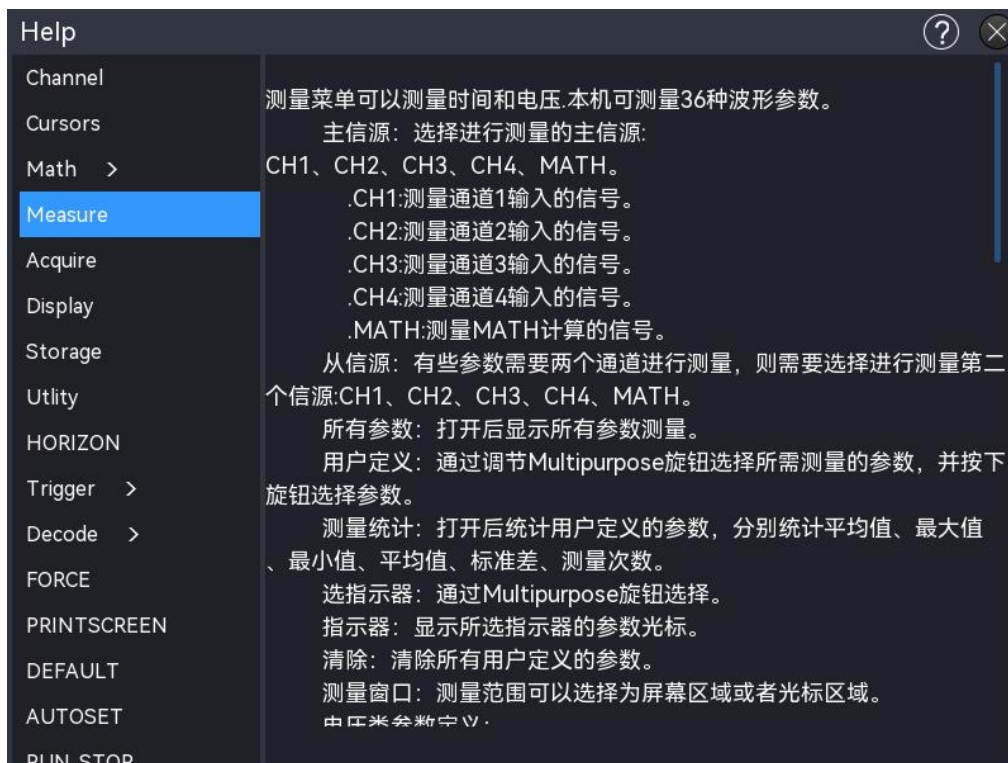 Help
?
Channel
Cursors
Math >
Measure
Acquire
Display
Storage
Utlity
HORIZON
Trigger >
Decode >
FORCE
PRINTSCREEN
DEFAULT
AUTOSET
RUN STOP
测量菜单可以测量时间和电压.本机可测量36种波形参数。
主信源：选择进行测量的主信源:
CH1、CH2、CH3、CH4、MATH。
.CH1:测量通道1输入的信号。
.CH2:测量通道2输入的信号。
.CH3:测量通道3输入的信号。
.CH4:测量通道4输入的信号。
.MATH:测量MATH计算的信号。
从信源：有些参数需要两个通道进行测量，则需要选择进行测量第二
个信源:CH1、CH2、CH3、CH4、MATH。
所有参数：打开后显示所有参数测量。
用户定义：通过调节Multipurpose旋钮选择所需测量的参数，并按下
旋钮选择参数。
测量统计：打开后统计用户定义的参数，分别统计平均值、最大值
、最小值、平均值、标准差、测量次数。
选指示器：通过Multipurpose旋钮选择。
指示器：显示所选指示器的参数光标。
清除：清除所有用户定义的参数。
测量窗口：测量范围可以选择为屏幕区域或者光标区域。
电压类参数定义：